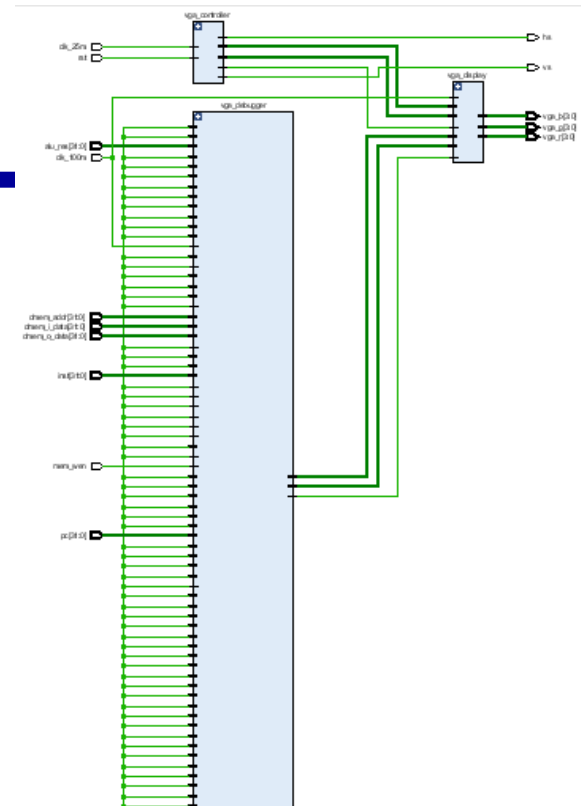 vga_controller
clk_25m
rst
hs
vs
vga_display
vga_b[3:0]
vga_g[3:0]
vga_r[3:0]
vga_debugger
alu_res[31:0]
clk_100m
dmem_addr[31:0]
dmem_i_data[31:0]
dmem_o_data[31:0]
inst[31:0]
mem_wen
pc[31:0]